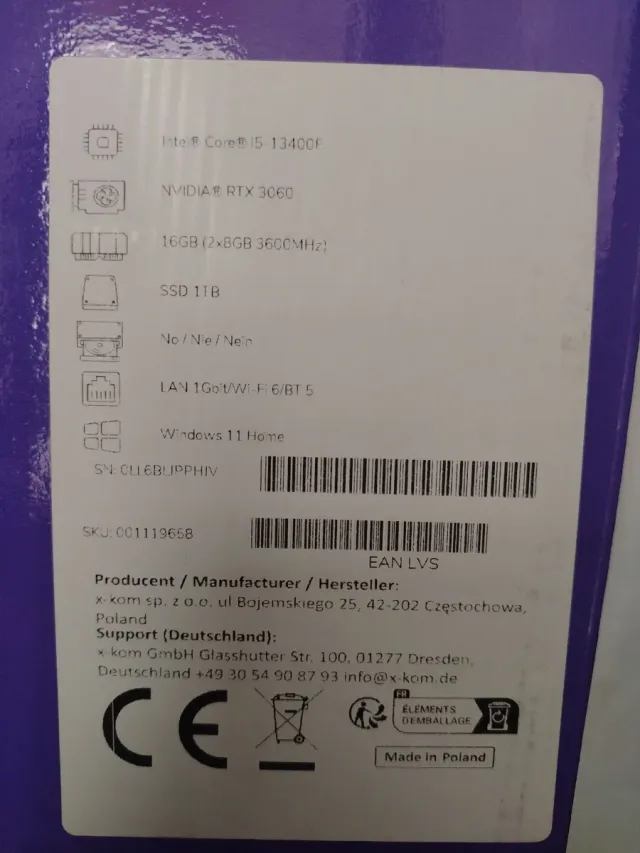 Intel® Core® i5-13400F
NVIDIA® RTX 3060
16GB (2x8GB 3600MHz)
SSD 1TB
No / Nie / Nein
LAN 1Gbit/Wi-Fi 6/BT 5
Windows 11 Home
SN:
SKU: 001119658
EAN LVS
Producent / Manufacturer / Hersteller:
x-kom sp. z o.o. ul Bojemskiego 25, 42-202 Częstochowa,
Poland
Support (Deutschland):
x-kom GmbH Glasshutter Str. 100, 01277 Dresden,
Deutschland +49 30 54 90 87 93 info@x-kom.de
CE
FR
ÉLÉMENTS
D'EMBALLAGE
Made in Poland